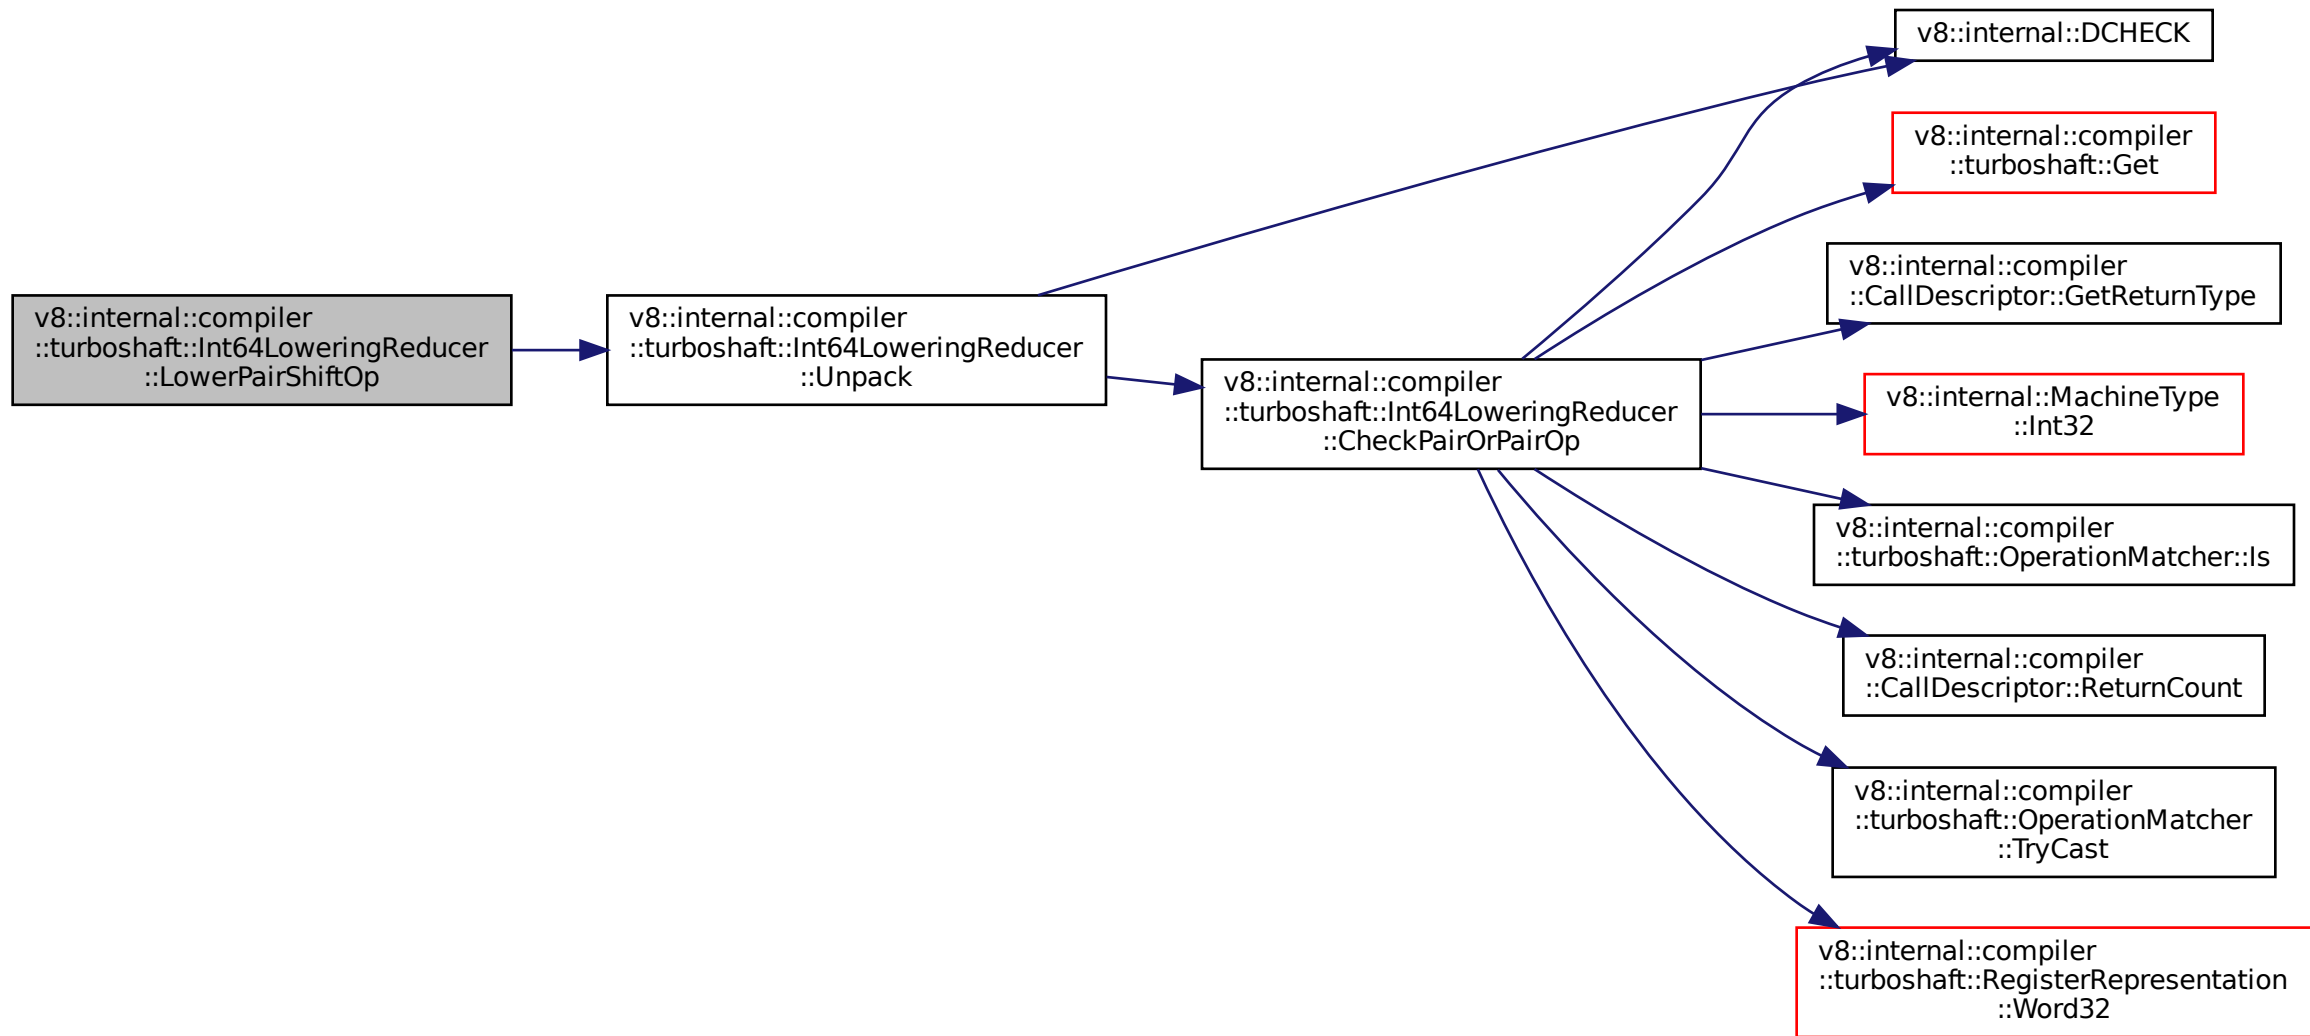 v8::internal::compiler
::turboshaft::Int64LoweringReducer
::LowerPairShiftOp
v8::internal::compiler
::turboshaft::Int64LoweringReducer
::Unpack
v8::internal::compiler
::turboshaft::Int64LoweringReducer
::CheckPairOrPairOp
v8::internal::DCHECK
v8::internal::compiler
::turboshaft::Get
v8::internal::compiler
::CallDescriptor::GetReturnType
v8::internal::MachineType
::Int32
v8::internal::compiler
::turboshaft::OperationMatcher::Is
v8::internal::compiler
::CallDescriptor::ReturnCount
v8::internal::compiler
::turboshaft::OperationMatcher
::TryCast
v8::internal::compiler
::turboshaft::RegisterRepresentation
::Word32